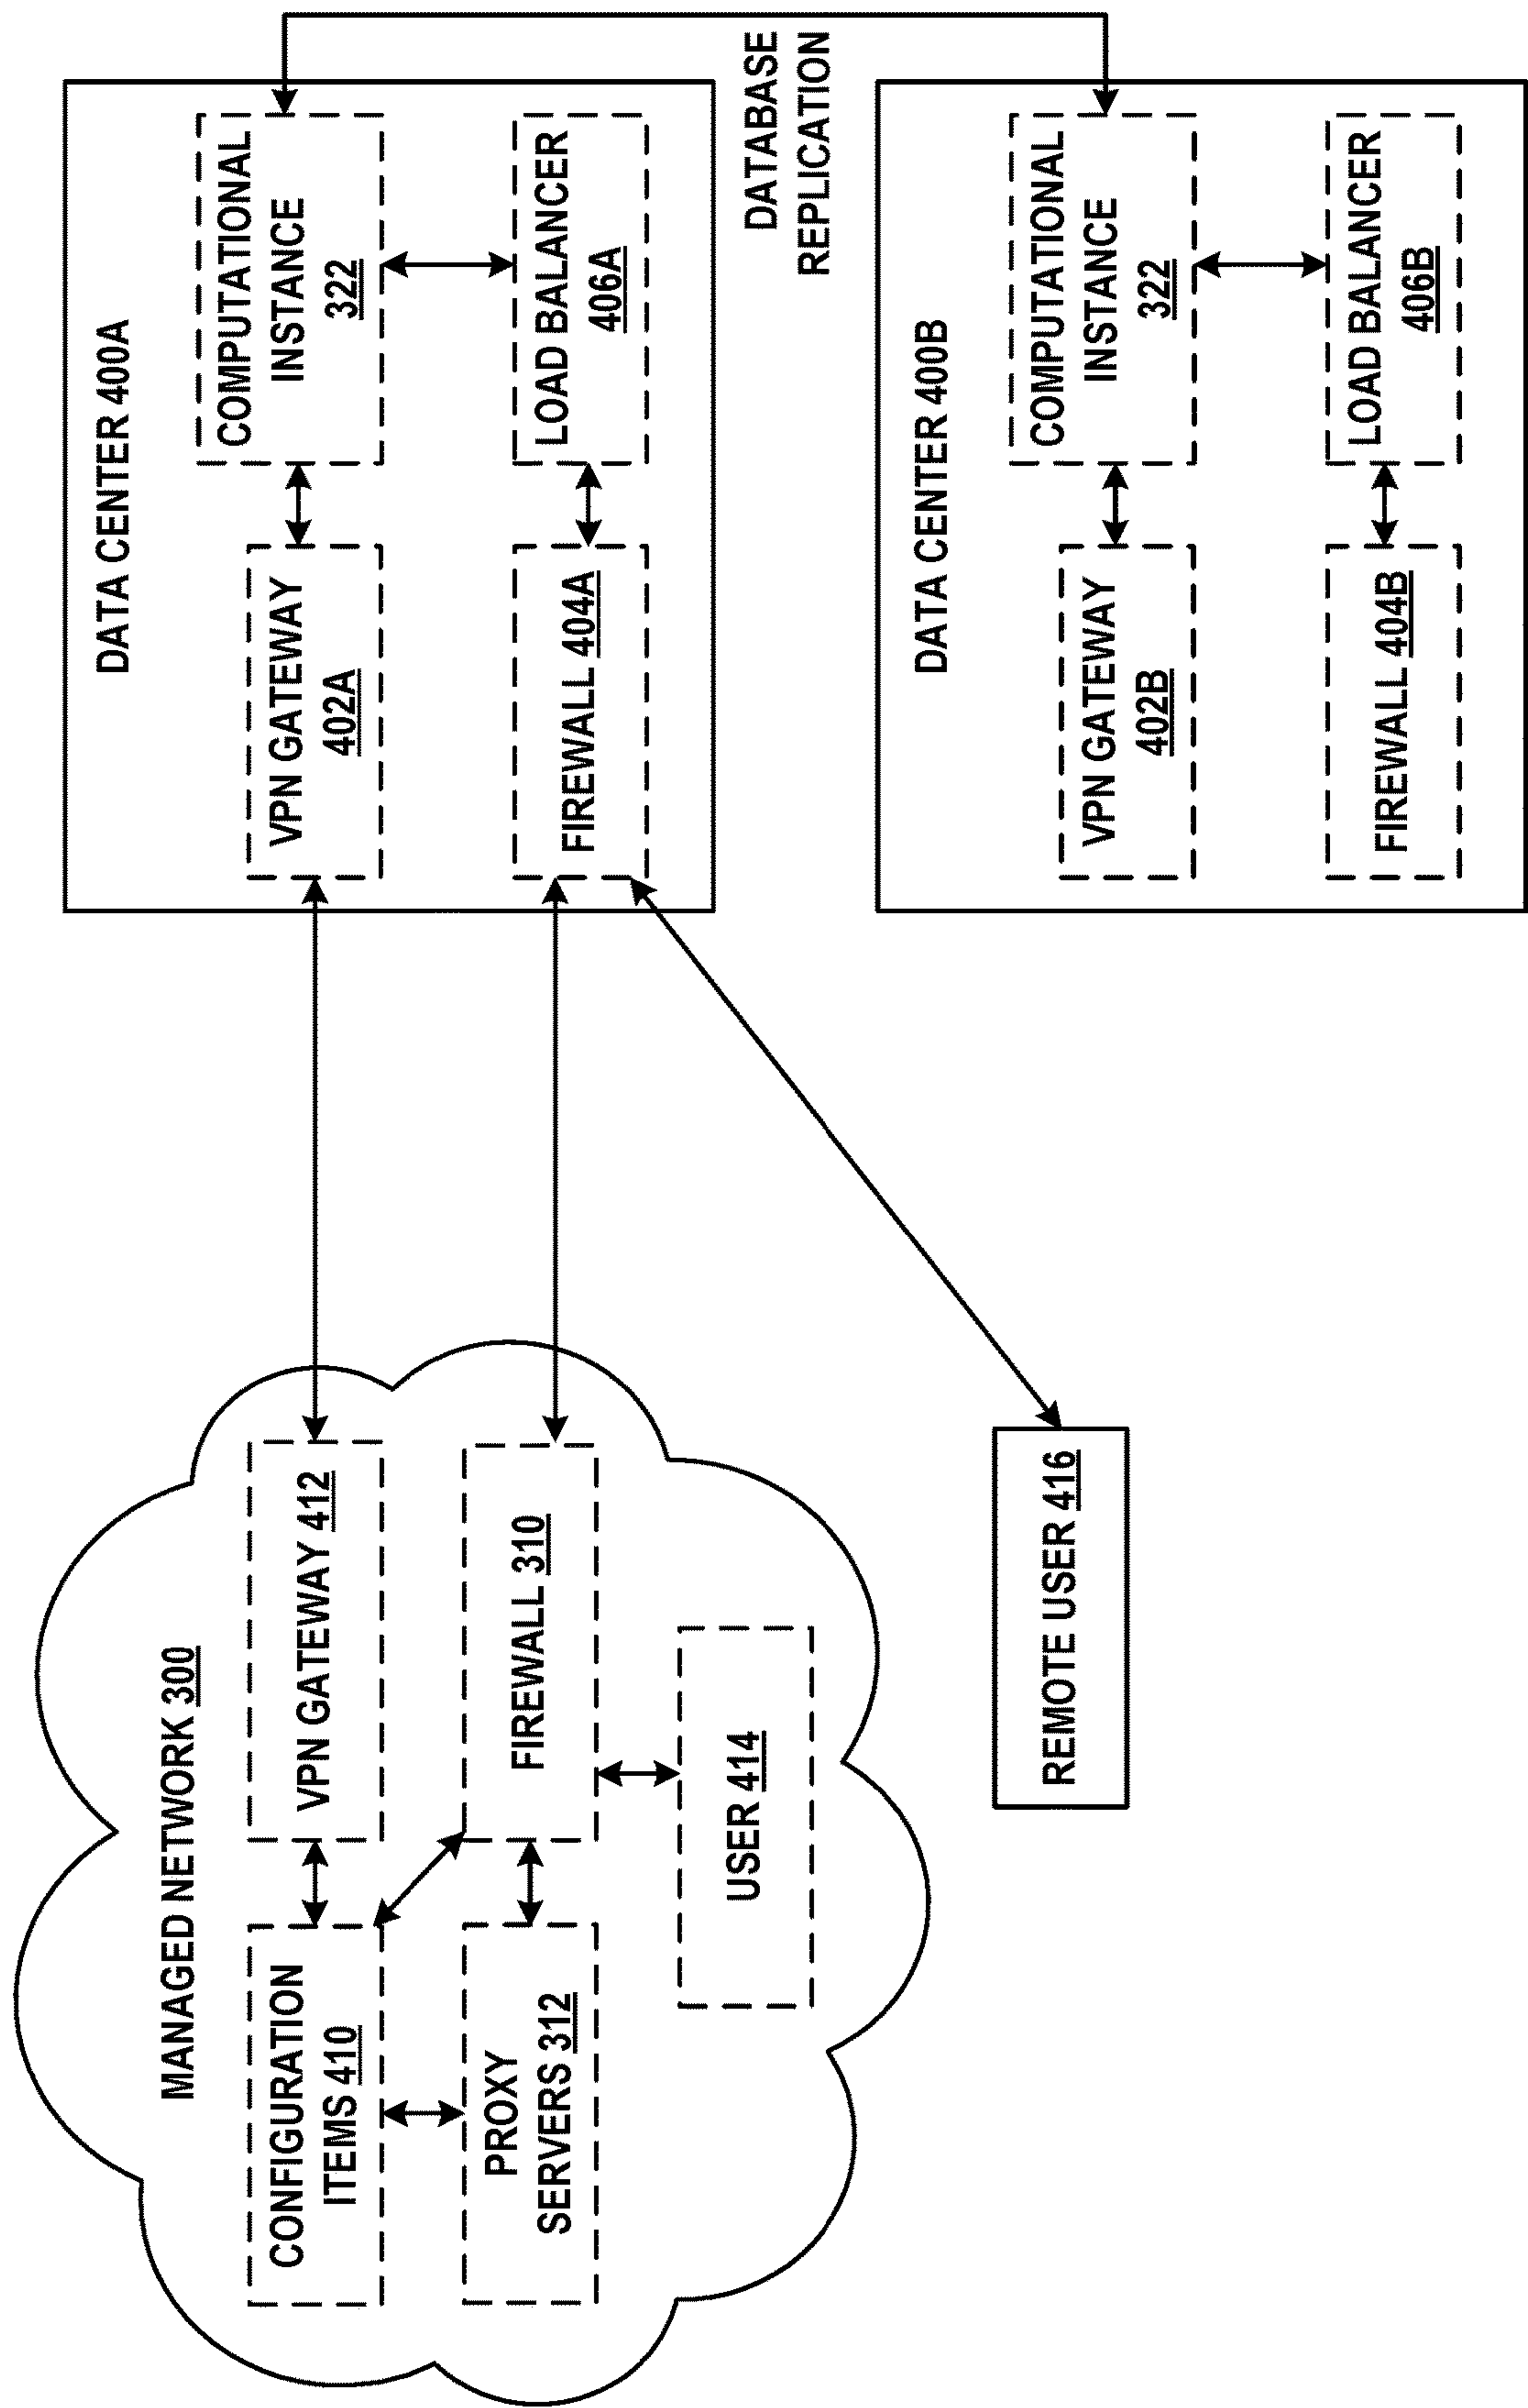 MANAGED NETWORK 300
CONFIGURATION
ITEMS 410
VPN GATEWAY 412
PROXY
SERVERS 312
FIREWALL 310
USER 414
REMOTE USER 416
DATA CENTER 400A
VPN GATEWAY
402A
COMPUTATIONAL
INSTANCE
322
FIREWALL 404A
LOAD BALANCER
406A
DATABASE
REPLICATION
DATA CENTER 400B
VPN GATEWAY
402B
COMPUTATIONAL
INSTANCE
322
FIREWALL 404B
LOAD BALANCER
406B